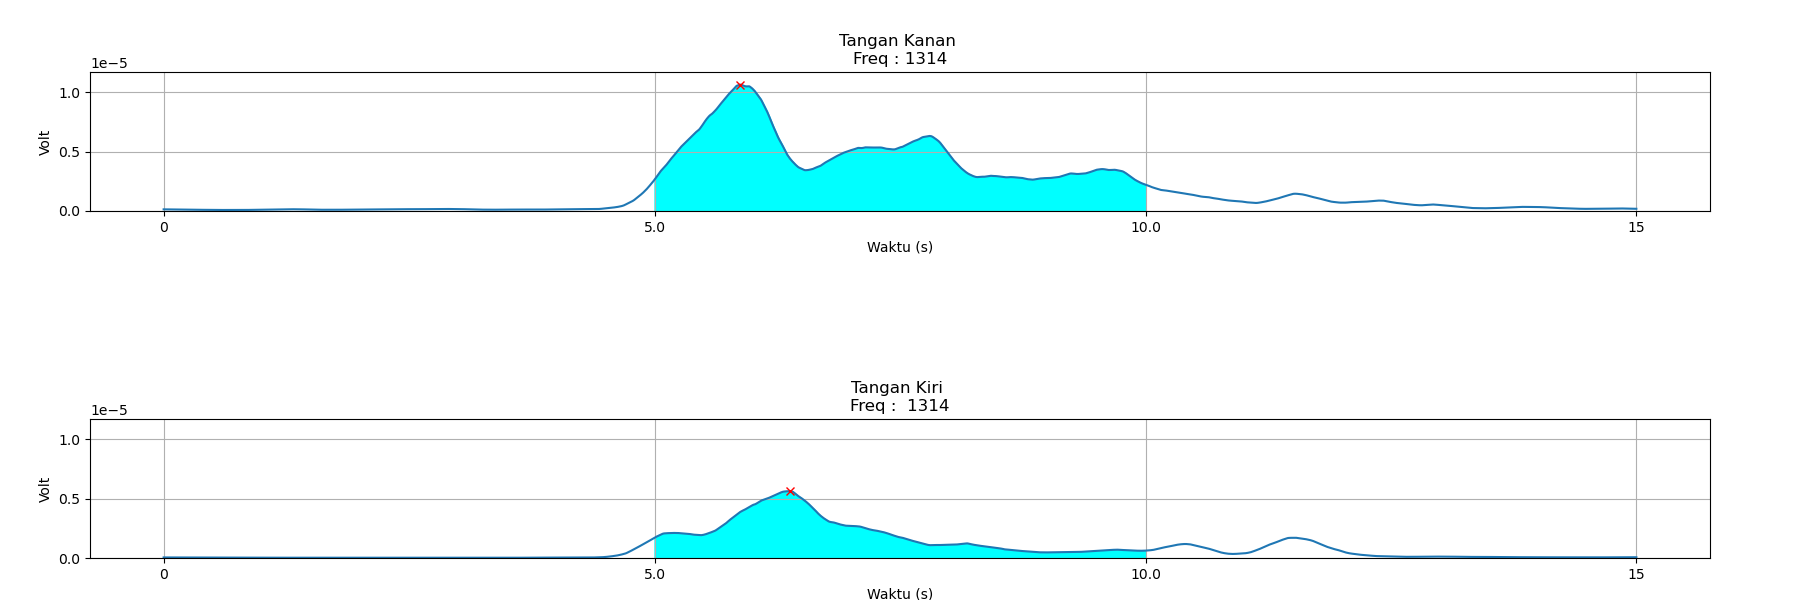 Tangan Kanan
Freq : 1314
1e−5
1.0
0.5
0.0
Volt
0 5.0 10.0 15
Waktu (s)
Tangan Kiri
Freq :  1314
1e−5
1.0
0.5
0.0
Volt
0 5.0 10.0 15
Waktu (s)